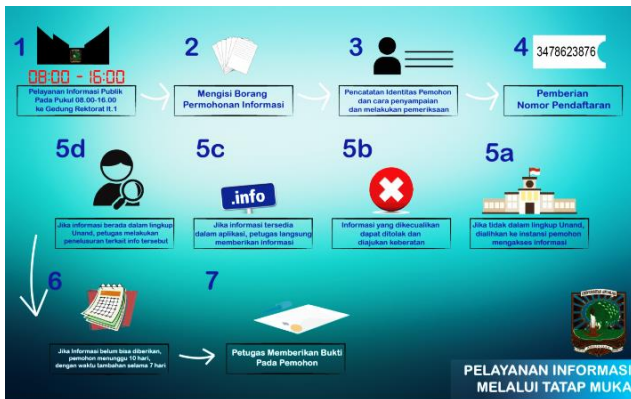 1
08:00 - 16:00
Pelayanan Informasi Publik
Pada Pukul 08.00-16.00
ke Gedung Rektorat lt.1
2
Mengisi Borang
Permohonan Informasi
3
Pencatatan Identitas Pemohon
dan cara penyampaian
dan melakukan pemeriksaan
4
3478623876
Pemberian
Nomor Pendaftaran
5d
Jika informasi berada dalam lingkup
Unand, petugas melakukan
penelusuran terkait info tersebut
5c
.info
Jika informasi tersedia
dalam aplikasi, petugas langsung
memberikan informasi
5b
Informasi yang dikecualikan
dapat ditolak dan
diajukan keberatan
5a
Jika tidak dalam lingkup Unand,
dialihkan ke instansi pemohon
mengakses informasi
6
Jika Informasi belum bisa diberikan,
pemohon menunggu 10 hari,
dengan waktu tambahan selama 7 hari
7
Petugas Memberikan Bukti
Pada Pemohon
PELAYANAN INFORMASI
MELALUI TATAP MUKA